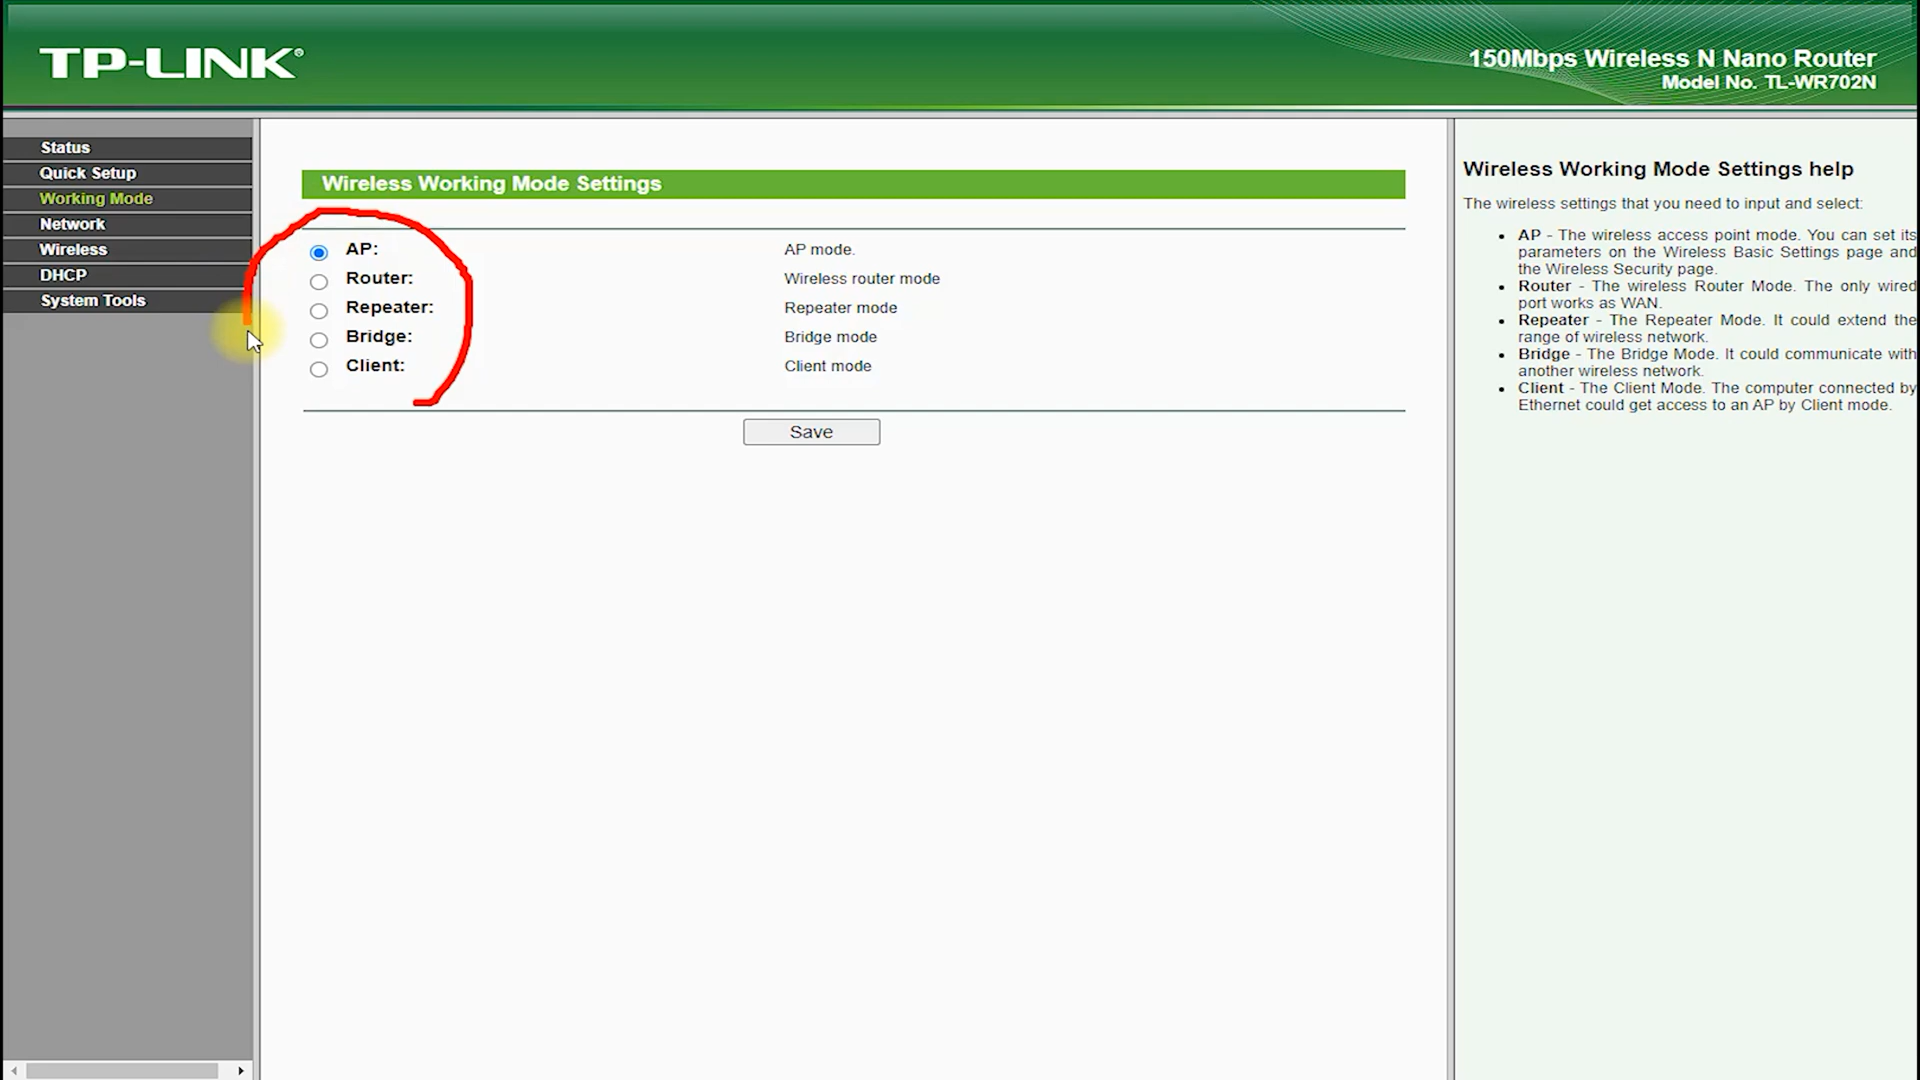 TP-LINK®
150Mbps Wireless N Nano Router
Model No. TL-WR702N
Status
Quick Setup
Working Mode
Network
Wireless
DHCP
System Tools
Wireless Working Mode Settings
AP: AP mode.
Router: Wireless router mode
Repeater: Repeater mode
Bridge: Bridge mode
Client: Client mode
Save
Wireless Working Mode Settings help
The wireless settings that you need to input and select:
• AP - The wireless access point mode. You can set its
parameters on the Wireless Basic Settings page and
the Wireless Security page.
• Router - The wireless Router Mode. The only wired
port works as WAN.
• Repeater - The Repeater Mode. It could extend the
range of wireless network.
• Bridge - The Bridge Mode. It could communicate with
another wireless network.
• Client - The Client Mode. The computer connected by
Ethernet could get access to an AP by Client mode.